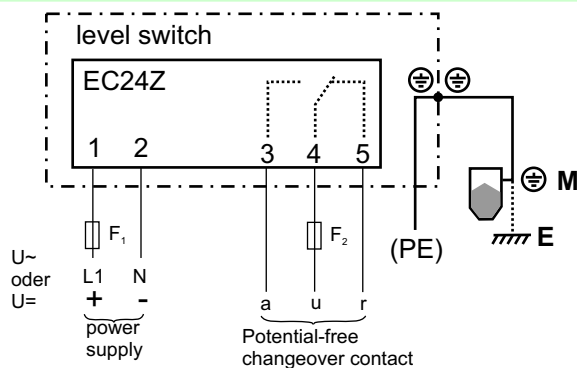 level switch
EC24Z
1 2 3 4 5
F1 F2
(PE)
M
E
U~
oder
U=
L1 N
+ -
a u r
power
supply
Potential-free
changeover contact